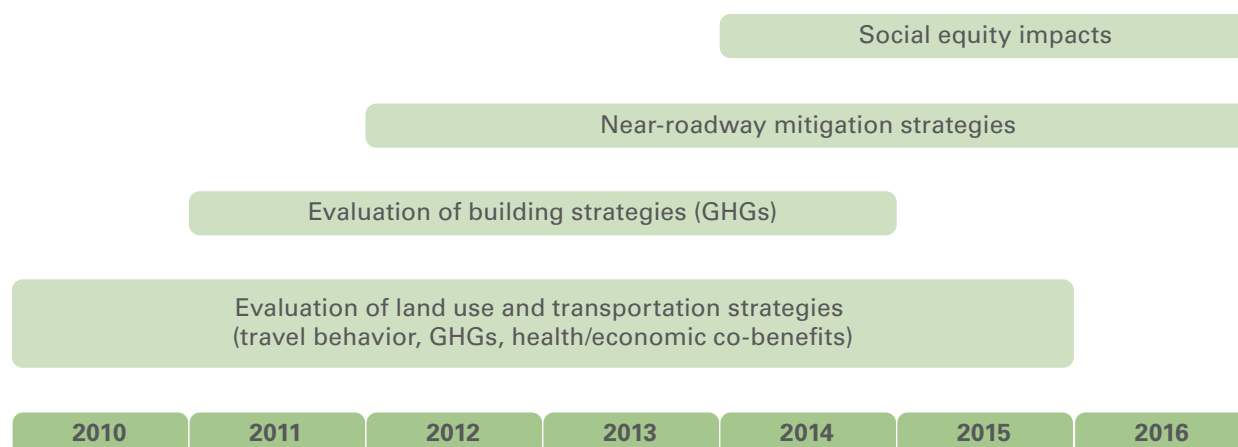 Social equity impacts
Near-roadway mitigation strategies
Evaluation of building strategies (GHGs)
Evaluation of land use and transportation strategies
(travel behavior, GHGs, health/economic co-benefits)
2010 2011 2012 2013 2014 2015 2016